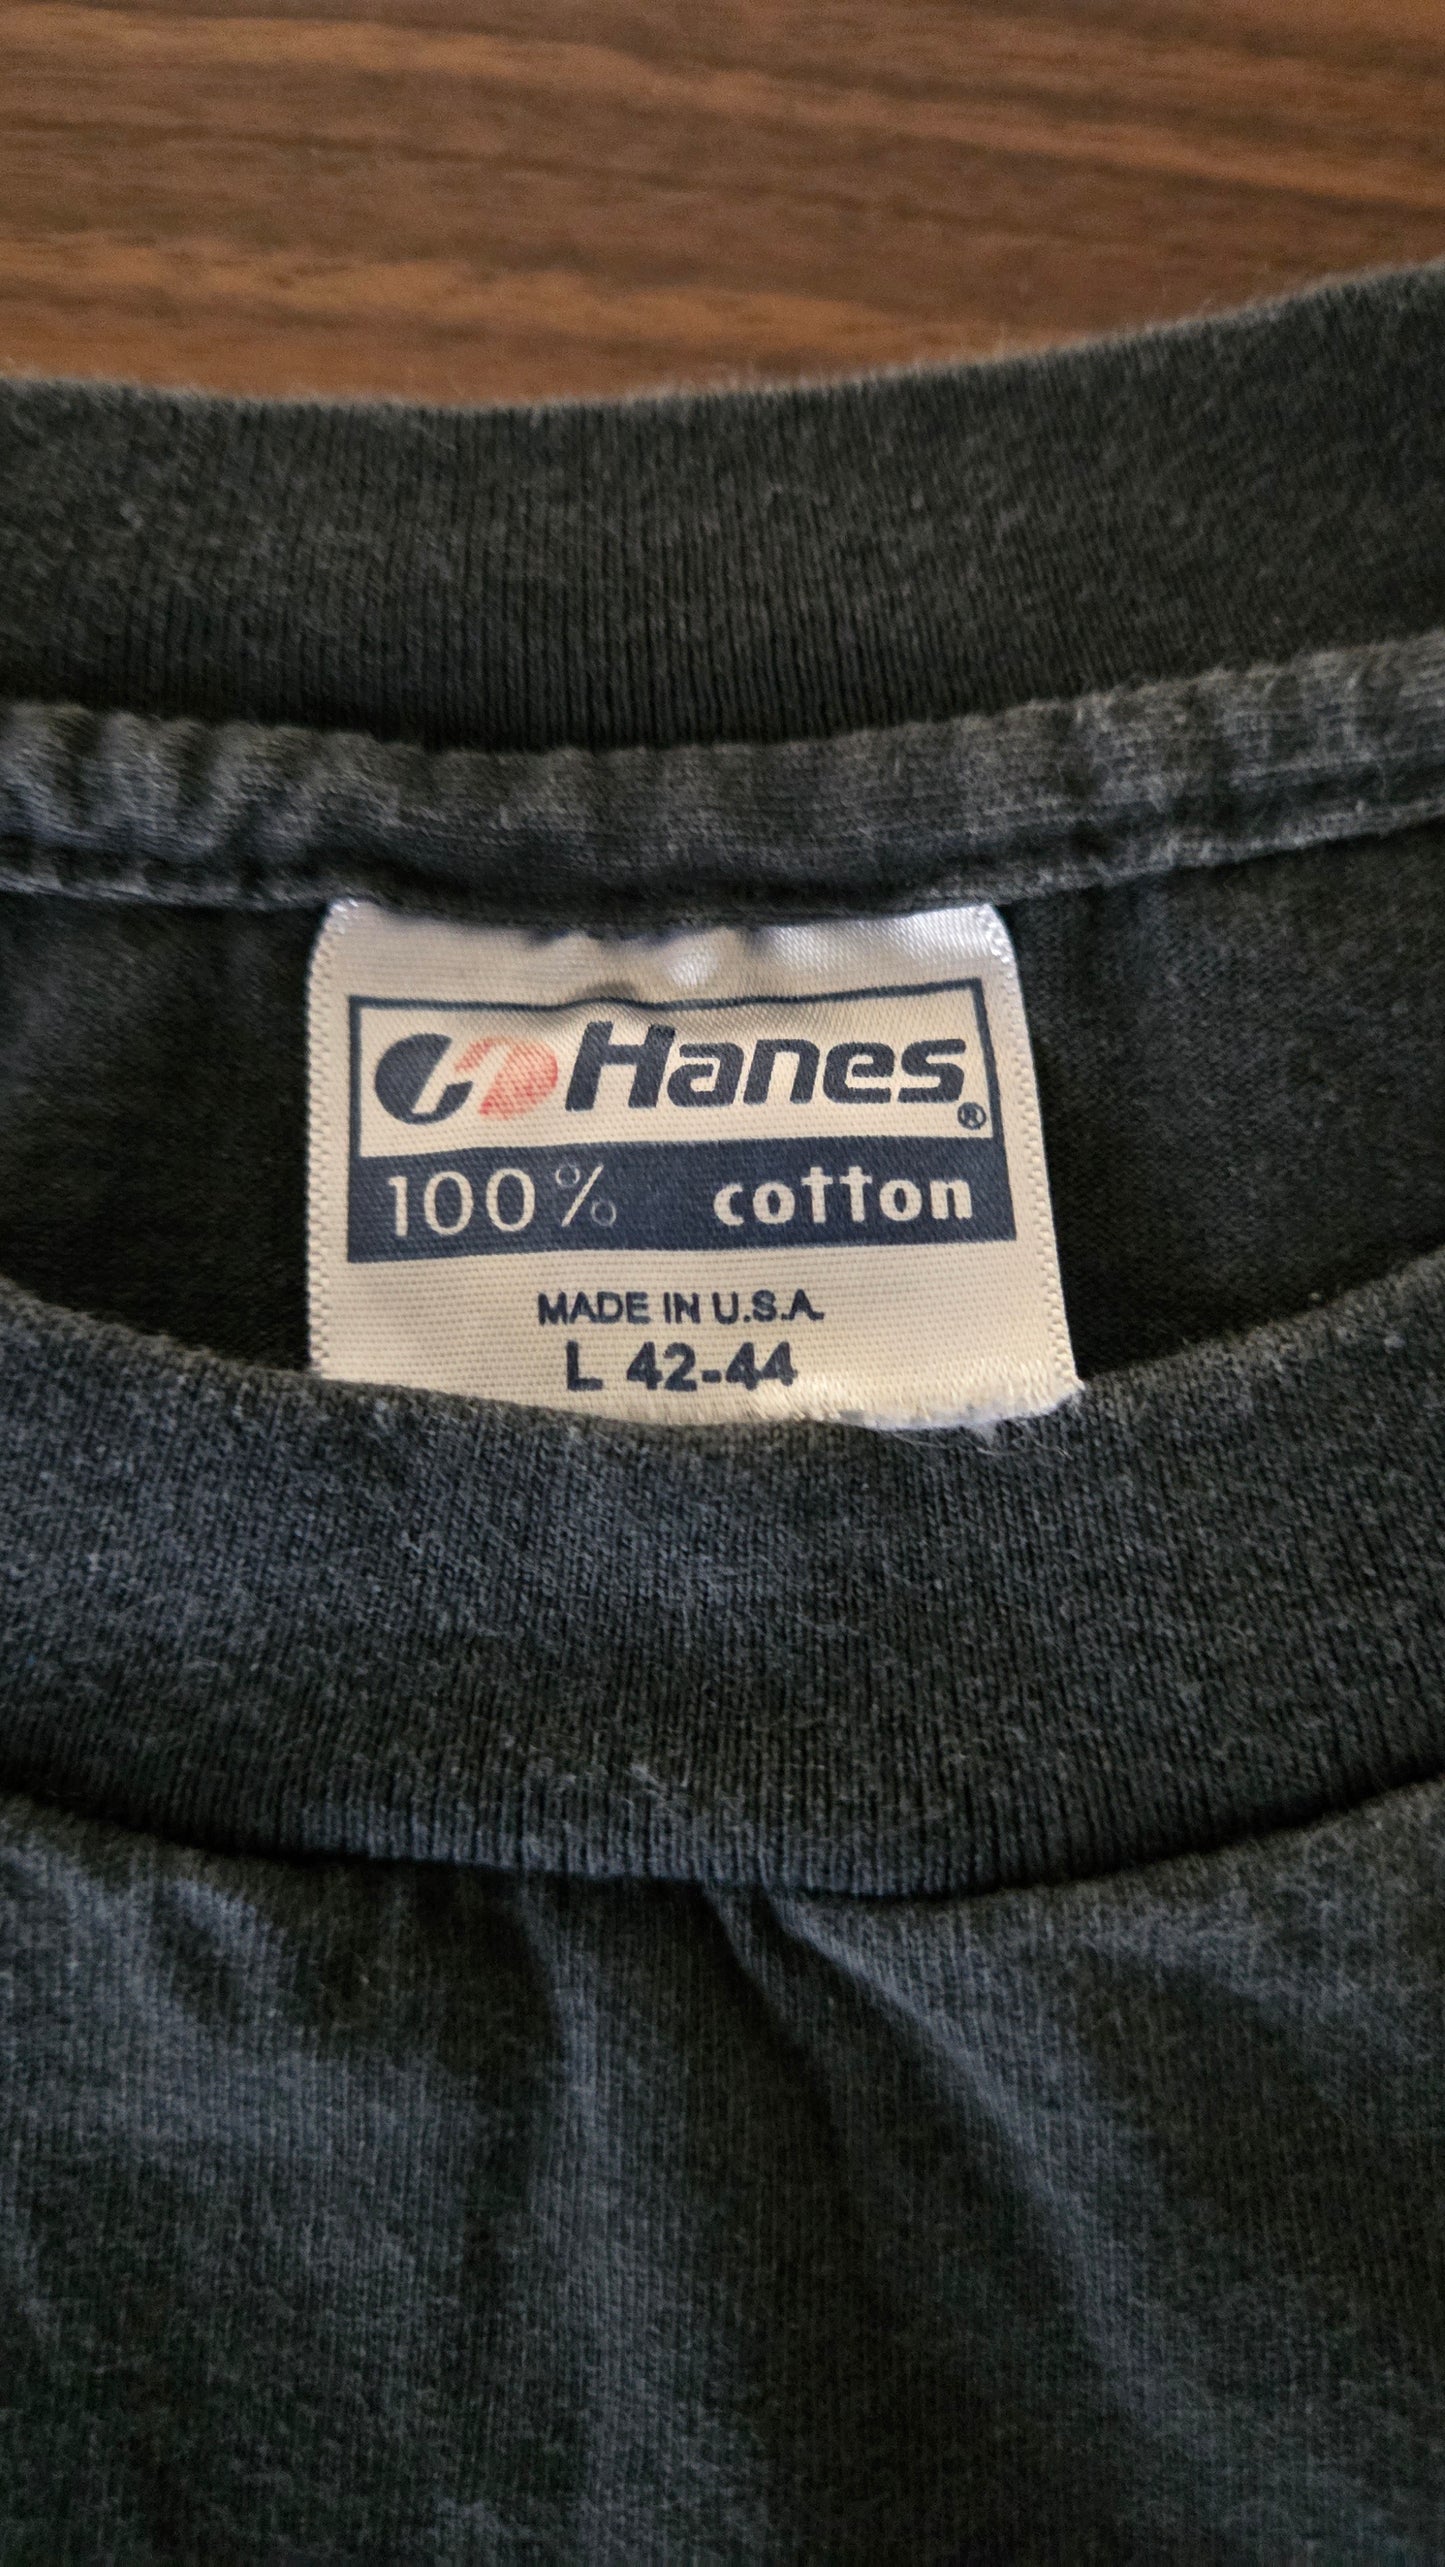 Hanes®
100% cotton
MADE IN U.S.A.
L 42-44